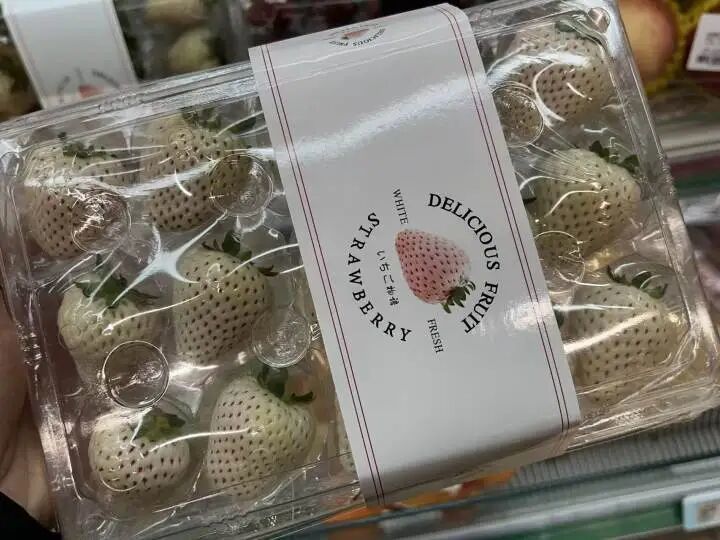 DELICIOUS FRUIT
WHITE
いちご物語
FRESH
STRAWBERRY